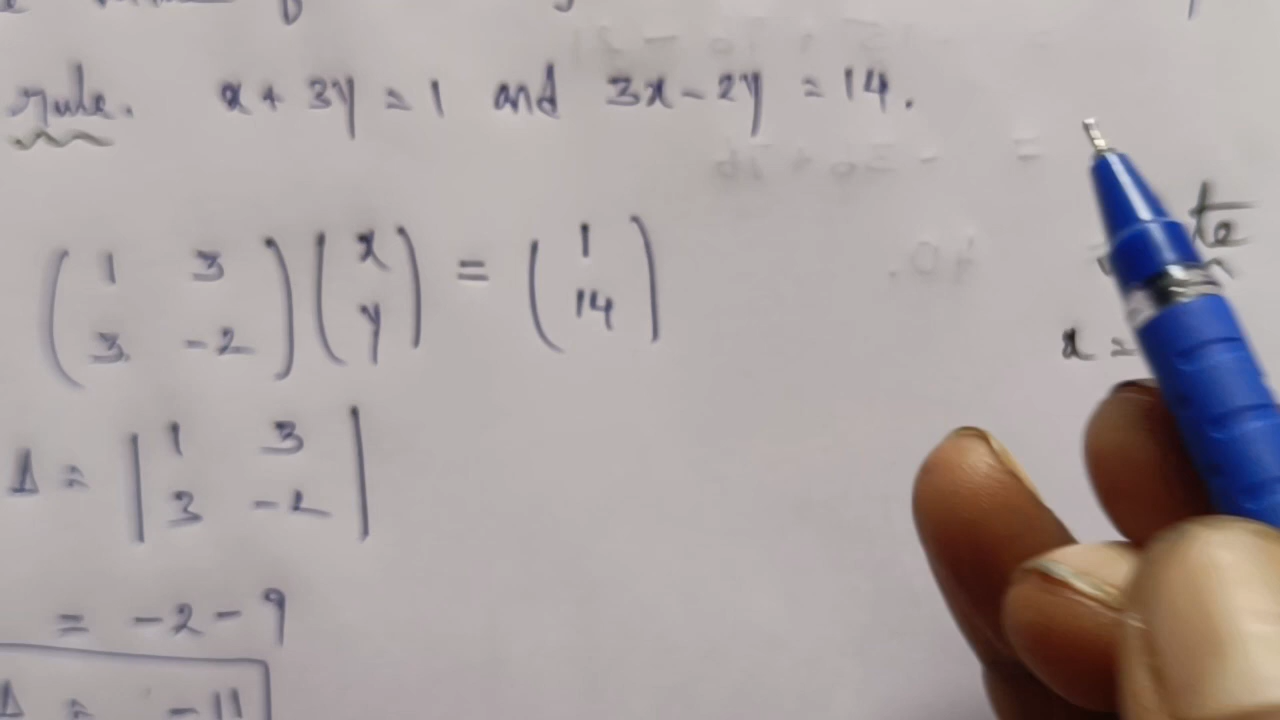 rule. x + 3y = 1 and 3x - 2y = 14.
( 1 3 ) ( x ) = ( 1 )
( 3 -2 ) ( y ) ( 14 )
x =
Δ = | 1 3 |
| 3 -2 |
= -2 - 9
Δ = -11